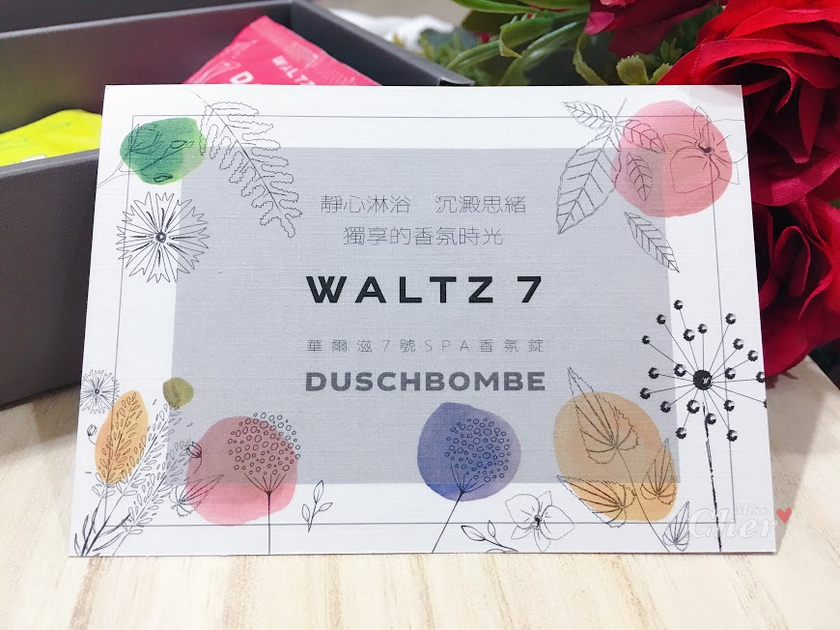 WALTZ
D
靜心淋浴 沉澱思緒
獨享的香氛時光
WALTZ 7
華爾滋7號SPA香氛錠
DUSCHBOMBE
Miss
Cher